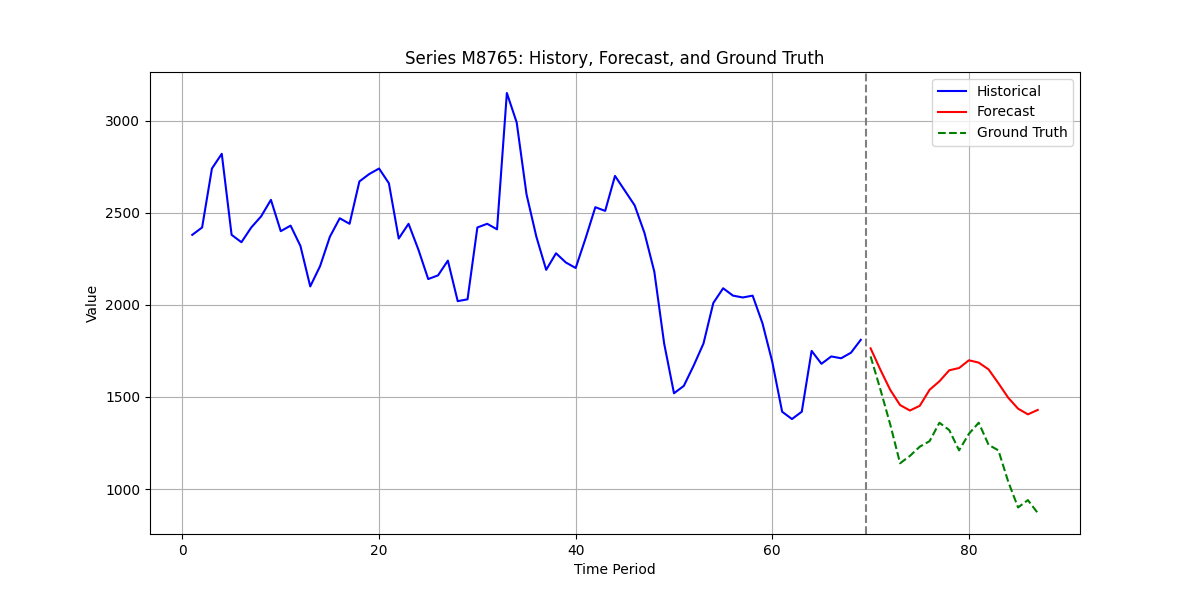 Series M8765: History, Forecast, and Ground Truth
Historical
Forecast
Ground Truth
Value
3000
2500
2000
1500
1000
0 20 40 60 80
Time Period